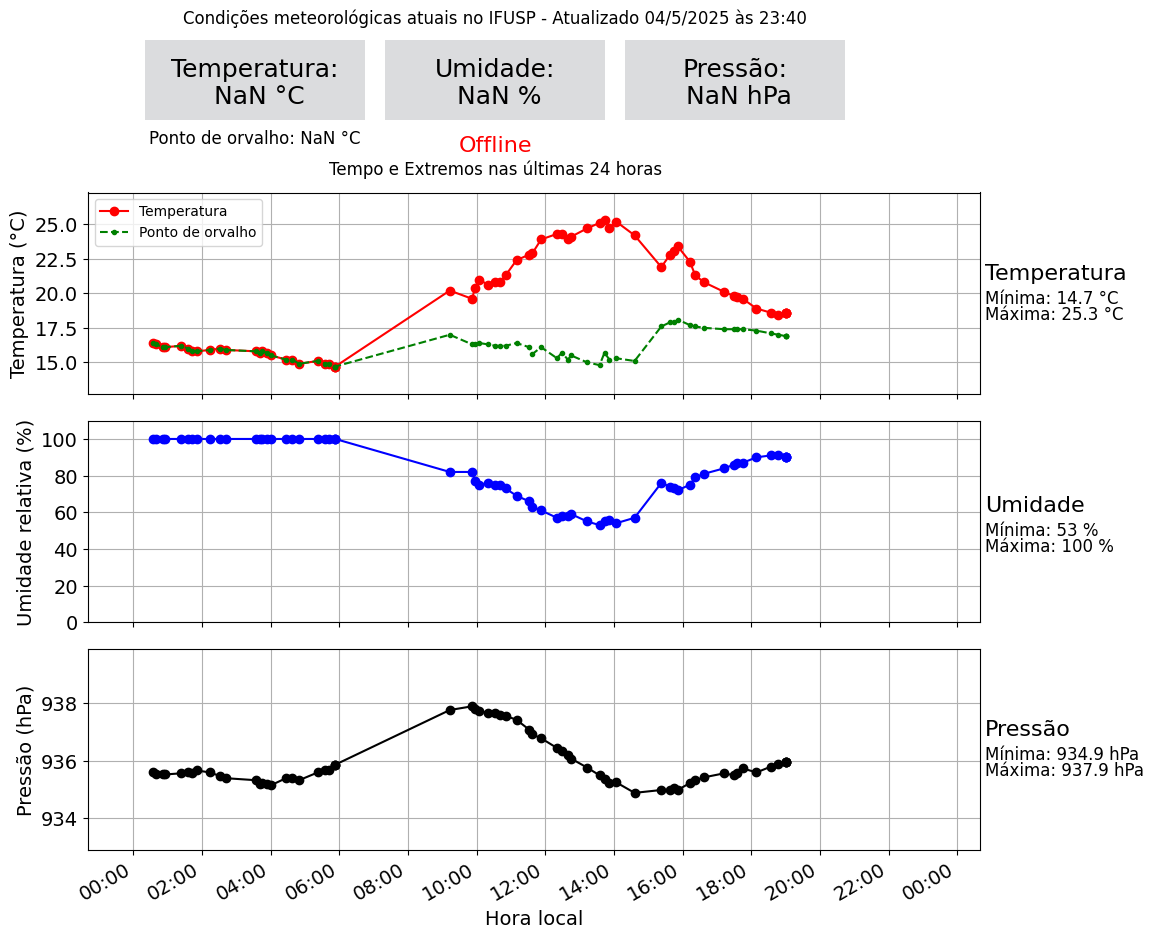 Condições meteorológicas atuais no IFUSP - Atualizado 04/5/2025 às 23:40
Temperatura:
NaN °C
Umidade:
NaN %
Pressão:
NaN hPa
Ponto de orvalho: NaN °C
Offline
Tempo e Extremos nas últimas 24 horas
Temperatura (°C)
25.0
22.5
20.0
17.5
15.0
Temperatura
Ponto de orvalho
Temperatura
Mínima: 14.7 °C
Máxima: 25.3 °C
Umidade relativa (%)
100
80
60
40
20
0
Umidade
Mínima: 53 %
Máxima: 100 %
Pressão (hPa)
938
936
934
Pressão
Mínima: 934.9 hPa
Máxima: 937.9 hPa
00:00 02:00 04:00 06:00 08:00 10:00 12:00 14:00 16:00 18:00 20:00 22:00 00:00
Hora local